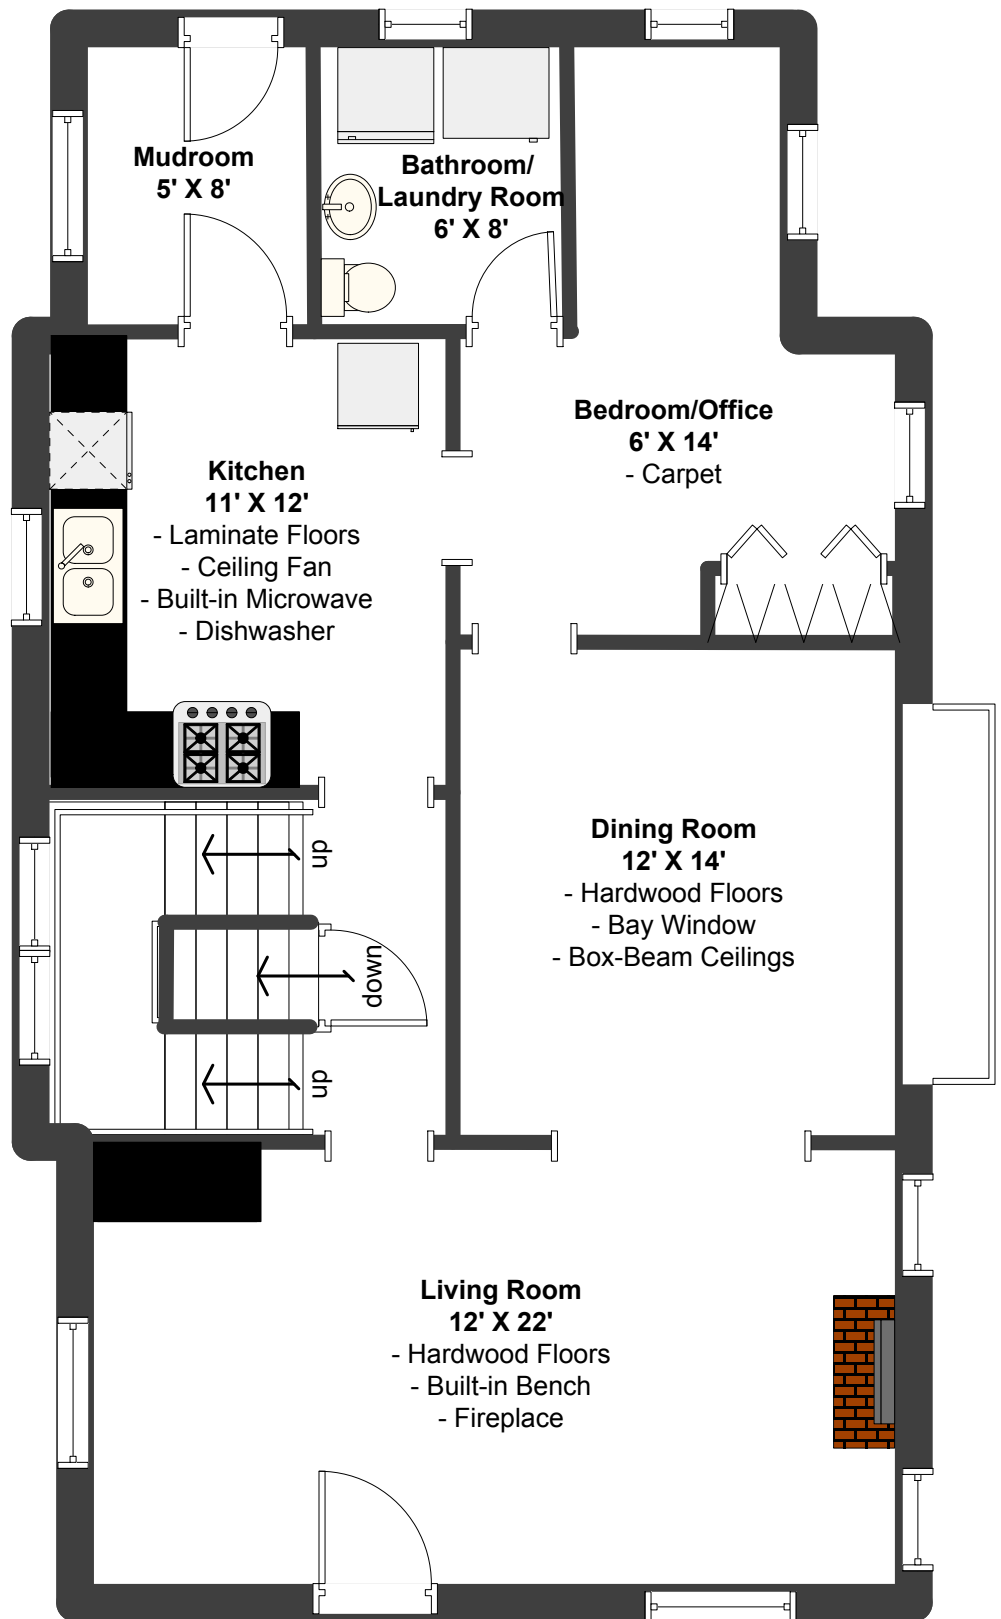 Mudroom
5' X 8'
Bathroom/
Laundry Room
6' X 8'
Bedroom/Office
6' X 14'
- Carpet
Kitchen
11' X 12'
- Laminate Floors
- Ceiling Fan
- Built-in Microwave
- Dishwasher
Dining Room
12' X 14'
- Hardwood Floors
- Bay Window
- Box-Beam Ceilings
up
down
up
Living Room
12' X 22'
- Hardwood Floors
- Built-in Bench
- Fireplace